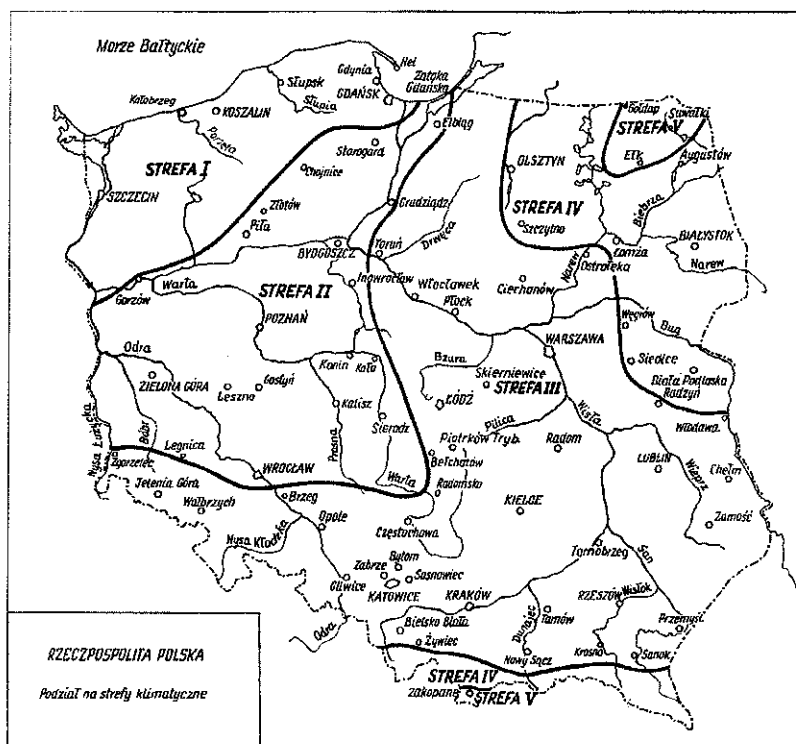 Morze Bałtyckie
Hel
Gdynia
Zatoka
Gdańska
Słupsk
GDAŃSK
Kołobrzeg
KOSZALIN
Słupia
Gołdap
Suwałki
STREFA V
Elbląg
Parsęta
Starogard
OLSZTYN
Ełk
Augustów
STREFA I
Chojnice
SZCZECIN
Grudziądz
STREFA IV
Biebrza
Złotów
Szczytno
Piła
Drwęca
BYDGOSZCZ
Toruń
Łomża
BIAŁYSTOK
Ostrołęka
Narew
Narew
Gorzów
Warta
Inowrocław
Włocławek
Ciechanów
STREFA II
Płock
Węgrów
Bug
POZNAŃ
WARSZAWA
Odra
Bzura
Konin
Koło
Skierniewice
Siedlce
ZIELONA GÓRA
Leszno
Gostyń
STREFA III
Biała Podlaska
Radzyń
Kalisz
ŁÓDŹ
Wisła
Nysa Łużycka
Bóbr
Sieradz
Pilica
Włodawa
Prosna
Piotrków Tryb.
Radom
Legnica
Zgorzelec
Bełchatów
LUBLIN
Wieprz
Chełm
WROCŁAW
Warta
Radomsko
Jelenia Góra
Brzeg
KIELCE
Wałbrzych
Opole
Zamość
Nysa Kłodzka
Częstochowa
Tarnobrzeg
San
Bytom
Zabrze
Sosnowiec
Gliwice
KATOWICE
KRAKÓW
RZESZÓW
Wisłok
Dunajec
Tarnów
Przemyśl
Odra
Bielsko Biała
Żywiec
Krosno
Sanok
Nowy Sącz
STREFA IV
Zakopane
STREFA V
RZECZPOSPOLITA POLSKA
Podział na strefy klimatyczne